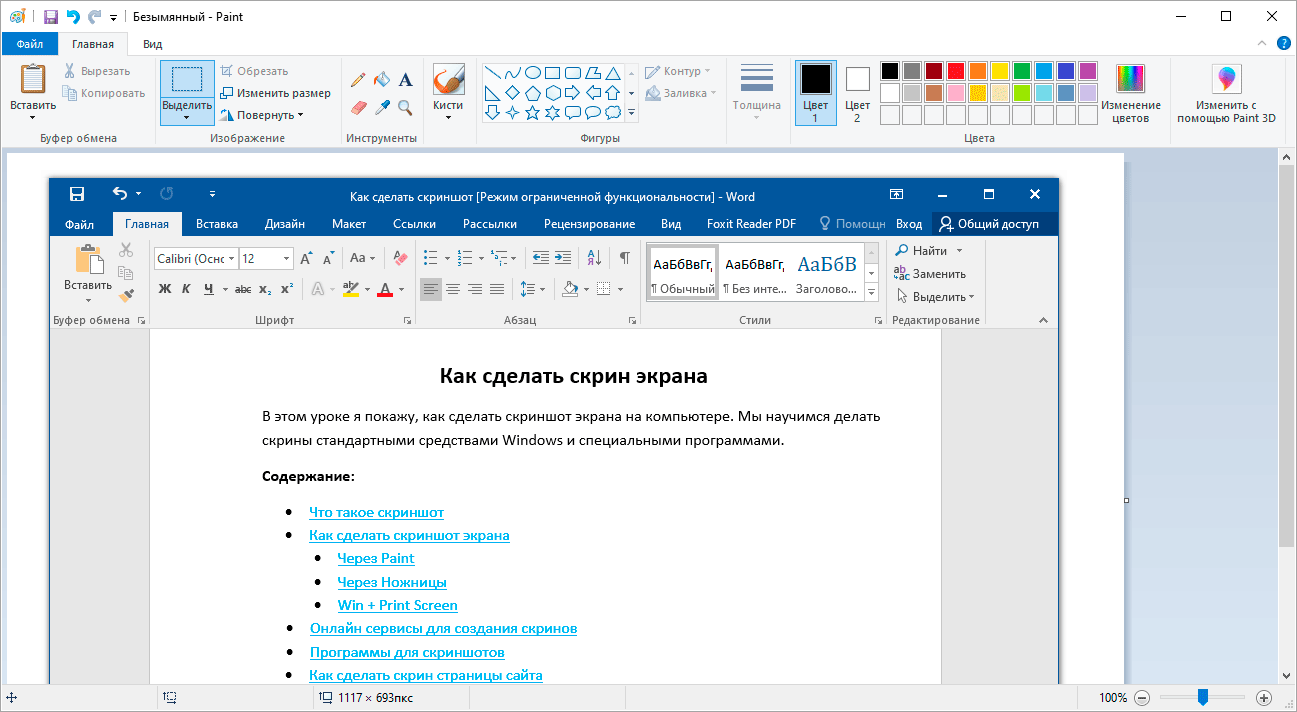 Безымянный - Paint
Файл Главная Вид
Вставить
Вырезать
Копировать
Буфер обмена
Выделить
Обрезать
Изменить размер
Повернуть
Изображение
A
Инструменты
Кисти
Фигуры
Контур
Заливка
Толщина
Цвет 1
Цвет 2
Цвета
Изменение цветов
Изменить с помощью Paint 3D
Как сделать скриншот [Режим ограниченной функциональности] - Word
Файл Главная Вставка Дизайн Макет Ссылки Рассылки Рецензирование Вид Foxit Reader PDF Помощн Вход Общий доступ
Вставить
Буфер обмена
Calibri (Оснс 12 A A Aa
Ж К Ч abc x₂ x² A ab A
Шрифт
Абзац
АаБбВвГг, АаБбВвГг, АаБбВ
¶ Обычный ¶ Без инте... Заголово...
Стили
Найти
Заменить
Выделить
Редактирование
Как сделать скрин экрана
В этом уроке я покажу, как сделать скриншот экрана на компьютере. Мы научимся делать
скрины стандартными средствами Windows и специальными программами.
Содержание:
• Что такое скриншот
• Как сделать скриншот экрана
• Через Paint
• Через Ножницы
• Win + Print Screen
• Онлайн сервисы для создания скринов
• Программы для скриншотов
• Как сделать скрин страницы сайта
1117 × 693пкс 100%